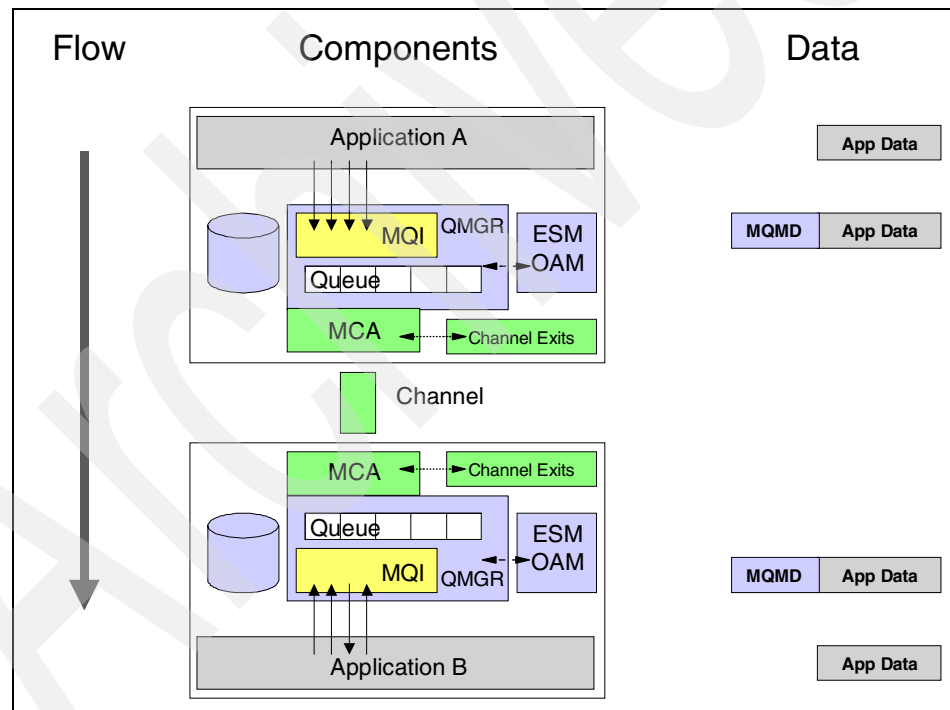 Flow
Components
Data
Application A
App Data
MQI
QMGR
ESM
OAM
MQMD
App Data
Queue
MCA
Channel Exits
Channel
MCA
Channel Exits
Queue
ESM
OAM
MQI
QMGR
MQMD
App Data
Application B
App Data